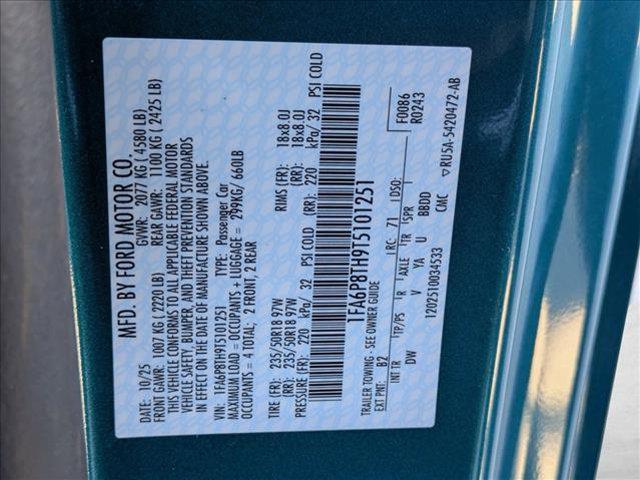 MFD. BY FORD MOTOR CO.
DATE: 10/25 GVWR: 2077 KG ( 4580 LB)
FRONT GAWR: 1007 KG ( 2220 LB) REAR GAWR: 1100 KG ( 2425 LB)
THIS VEHICLE CONFORMS TO ALL APPLICABLE FEDERAL MOTOR
VEHICLE SAFETY, BUMPER, AND THEFT PREVENTION STANDARDS
IN EFFECT ON THE DATE OF MANUFACTURE SHOWN ABOVE.
VIN: 1FA6P8TH9T5101251 TYPE: Passenger Car
MAXIMUM LOAD = OCCUPANTS + LUGGAGE = 299KG/ 660LB
OCCUPANTS = 4 TOTAL; 2 FRONT, 2 REAR
TIRE (FR): 235/50R18 97W RIMS (FR): 18x8.0J
(RR): 235/50R18 97W (RR): 18x8.0J
PRESSURE (FR): 220 kPa/ 32 PSI COLD (RR): 220 kPa/ 32 PSI COLD
1FA6P8TH9T5101251
TRAILER TOWING - SEE OWNER GUIDE F0086
EXT PNT: B2 RC: 71 DSO: R0243
INT TR TP/PS R AXLE TR SPR
DW V YA U BBDD CMC
1202510034533 ▽RU5A-5420472-AB